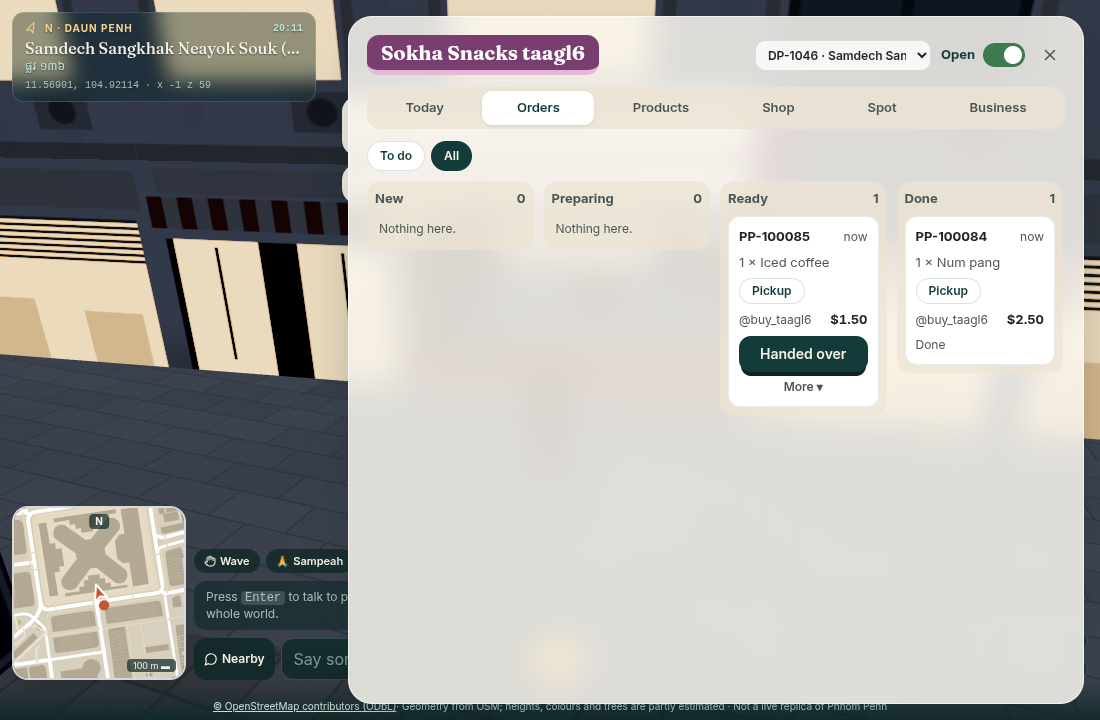 N · DAUN PENH
20:11
Samdech Sangkhak Neayok Souk (...
ផ្លូវ ១៣៦
11.56901, 104.92114 · x -1 z 59
Sokha Snacks taagl6
DP-1046 · Samdech San
Open
Today
Orders
Products
Shop
Spot
Business
To do
All
New 0
Nothing here.
Preparing 0
Nothing here.
Ready 1
PP-100085 now
1 × Iced coffee
Pickup
@buy_taagl6 $1.50
Handed over
More ▾
Done 1
PP-100084 now
1 × Num pang
Pickup
@buy_taagl6 $2.50
Done
N
100 m
Wave
🙏 Sampeah
Press Enter to talk to p
whole world.
Nearby
Say sor
© OpenStreetMap contributors (ODbL) · Geometry from OSM; heights, colours and trees are partly estimated · Not a live replica of Phnom Penh